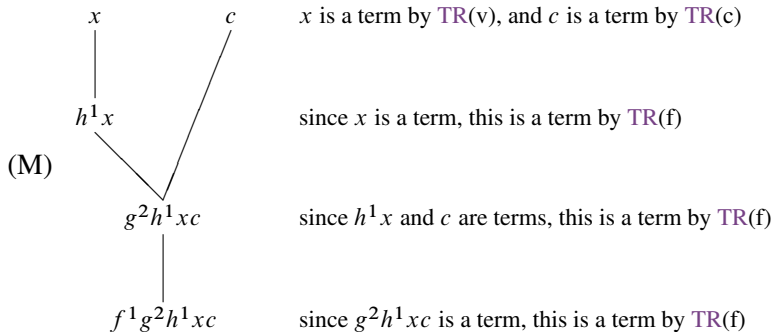 x c x is a term by TR(v), and c is a term by TR(c)
h¹x since x is a term, this is a term by TR(f)
(M)
g²h¹xc since h¹x and c are terms, this is a term by TR(f)
f¹g²h¹xc since g²h¹xc is a term, this is a term by TR(f)